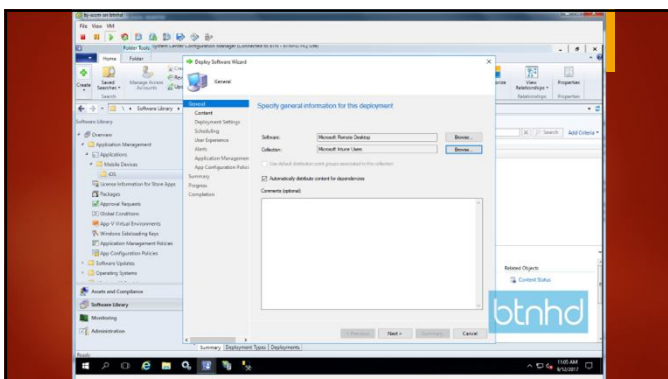 File View VM
Folder Tools System Center Configuration Manager
Home Folder
Deploy Software Wizard
General
Create
Saved Searches
Search
View Relationships
Properties
Relationships
Properties
Software Library
Search
Add Criteria
Software Library
Overview
Application Management
Applications
Mobile Devices
iOS
License Information for Store Apps
Packages
Approval Requests
Global Conditions
App-V Virtual Environments
Windows Sideloading Keys
Application Management Policies
App Configuration Policies
Software Updates
Operating Systems
Assets and Compliance
Software Library
Monitoring
Administration
Ready
General
Content
Deployment Settings
Scheduling
User Experience
Alerts
Application Managemen
App Configuration Polici
Summary
Progress
Completion
Specify general information for this deployment
Software: Microsoft Remote Desktop Browse...
Collection: Microsoft Intune Users Browse...
Use default distribution point groups associated to this collection
Automatically distribute content for dependencies
Comments (optional):
< Previous Next > Summary Cancel
Summary Deployment Types Deployments
Related Objects
Content Status
btnhd
11:05 AM